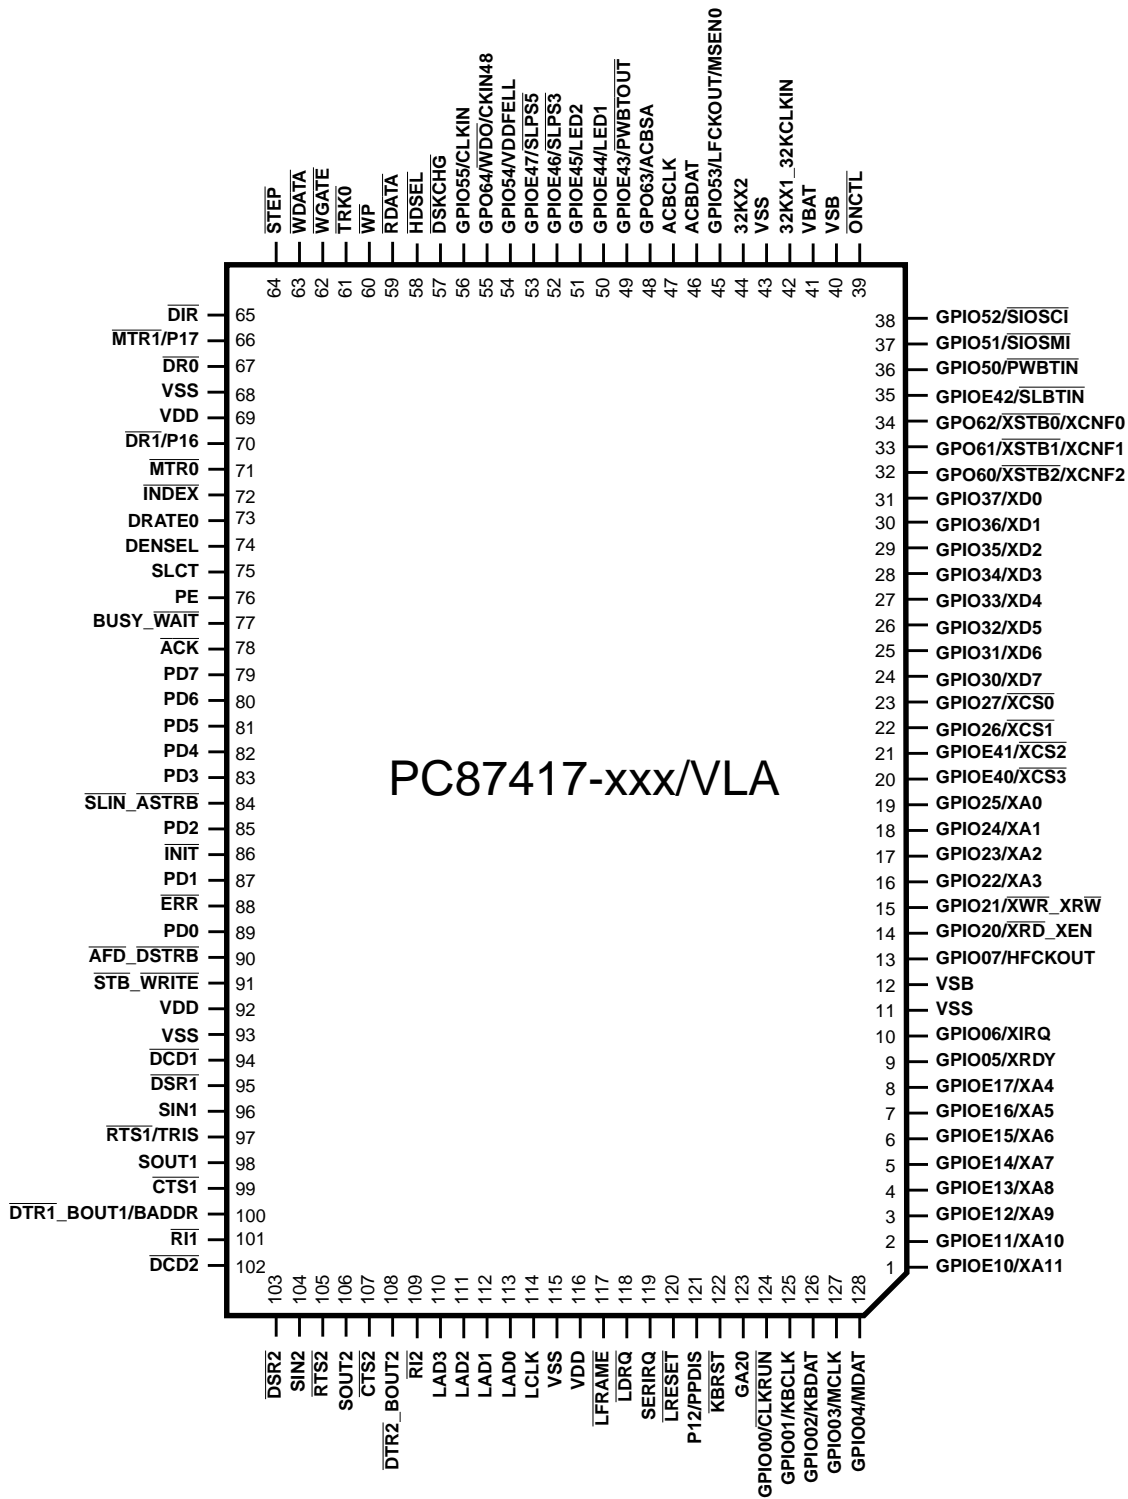 STEP
WDATA
WGATE
TRK0
WP
RDATA
HDSEL
DSKCHG
GPIO55/CLKIN
GPO64/WDO/CKIN48
GPIO54/VDDFELL
GPIOE47/SLPS5
GPIOE46/SLPS3
GPIOE45/LED2
GPIOE44/LED1
GPIOE43/PWBTOUT
GPO63/ACBSA
ACBCLK
ACBDAT
GPIO53/LFCKOUT/MSEN0
32KX2
VSS
32KX1_32KCLKIN
VBAT
VSB
ONCTL
64
63
62
61
60
59
58
57
56
55
54
53
52
51
50
49
48
47
46
45
44
43
42
41
40
39
DIR 65
MTR1/P17 66
DR0 67
VSS 68
VDD 69
DR1/P16 70
MTR0 71
INDEX 72
DRATE0 73
DENSEL 74
SLCT 75
PE 76
BUSY_WAIT 77
ACK 78
PD7 79
PD6 80
PD5 81
PD4 82
PD3 83
SLIN_ASTRB 84
PD2 85
INIT 86
PD1 87
ERR 88
PD0 89
AFD_DSTRB 90
STB_WRITE 91
VDD 92
VSS 93
DCD1 94
DSR1 95
SIN1 96
RTS1/TRIS 97
SOUT1 98
CTS1 99
DTR1_BOUT1/BADDR 100
RI1 101
DCD2 102
PC87417-xxx/VLA
38 GPIO52/SIOSCI
37 GPIO51/SIOSMI
36 GPIO50/PWBTIN
35 GPIOE42/SLBTIN
34 GPO62/XSTB0/XCNF0
33 GPO61/XSTB1/XCNF1
32 GPO60/XSTB2/XCNF2
31 GPIO37/XD0
30 GPIO36/XD1
29 GPIO35/XD2
28 GPIO34/XD3
27 GPIO33/XD4
26 GPIO32/XD5
25 GPIO31/XD6
24 GPIO30/XD7
23 GPIO27/XCS0
22 GPIO26/XCS1
21 GPIOE41/XCS2
20 GPIOE40/XCS3
19 GPIO25/XA0
18 GPIO24/XA1
17 GPIO23/XA2
16 GPIO22/XA3
15 GPIO21/XWR_XRW
14 GPIO20/XRD_XEN
13 GPIO07/HFCKOUT
12 VSB
11 VSS
10 GPIO06/XIRQ
9 GPIO05/XRDY
8 GPIOE17/XA4
7 GPIOE16/XA5
6 GPIOE15/XA6
5 GPIOE14/XA7
4 GPIOE13/XA8
3 GPIOE12/XA9
2 GPIOE11/XA10
1 GPIOE10/XA11
103
104
105
106
107
108
109
110
111
112
113
114
115
116
117
118
119
120
121
122
123
124
125
126
127
128
DSR2
SIN2
RTS2
SOUT2
CTS2
DTR2_BOUT2
RI2
LAD3
LAD2
LAD1
LAD0
LCLK
VSS
VDD
LFRAME
LDRQ
SERIRQ
LRESET
P12/PPDIS
KBRST
GA20
GPIO00/CLKRUN
GPIO01/KBCLK
GPIO02/KBDAT
GPIO03/MCLK
GPIO04/MDAT